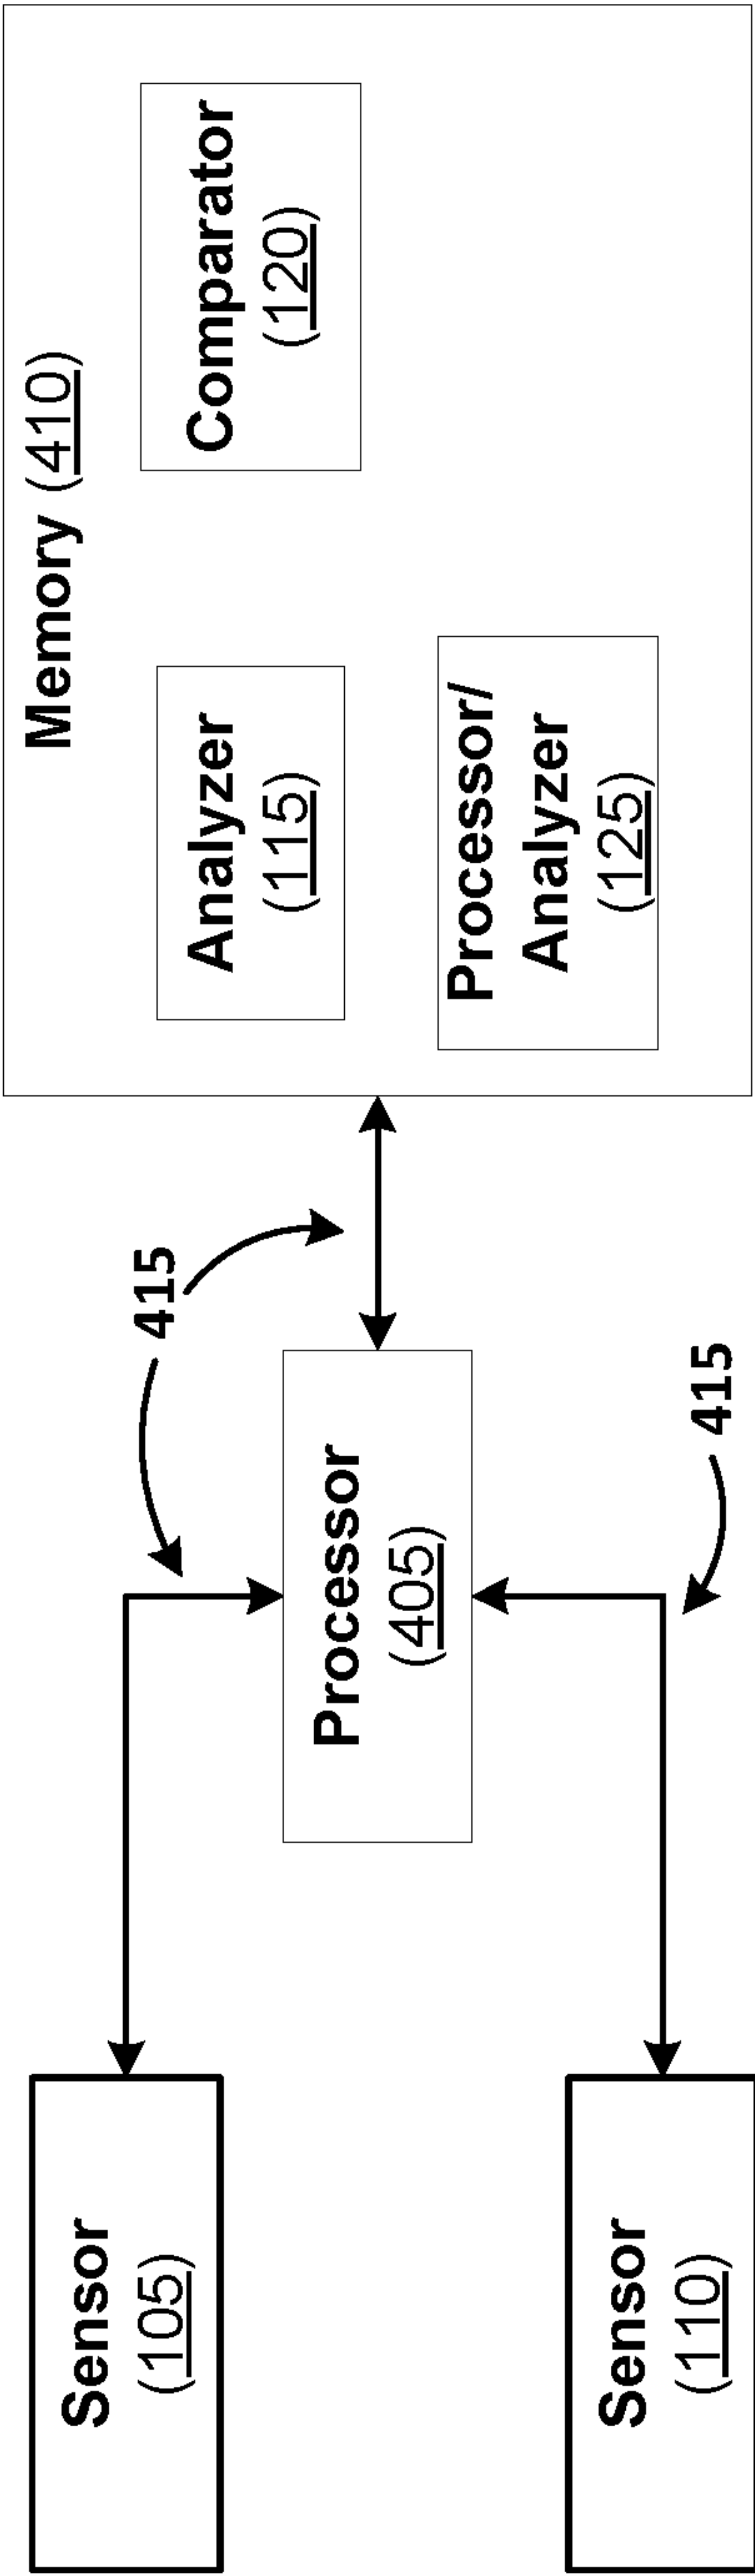 Memory (410)
Analyzer
(115)
Comparator
(120)
Processor/
Analyzer
(125)
415
Processor
(405)
415
Sensor
(105)
Sensor
(110)